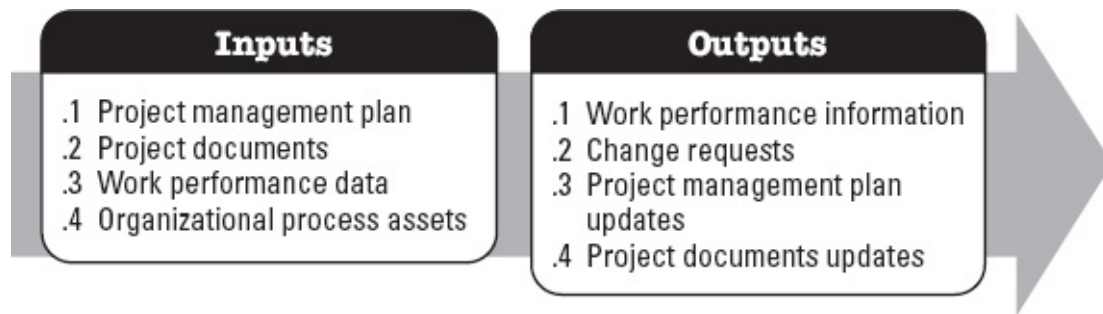 Inputs
.1 Project management plan
.2 Project documents
.3 Work performance data
.4 Organizational process assets
Outputs
.1 Work performance information
.2 Change requests
.3 Project management plan
updates
.4 Project documents updates